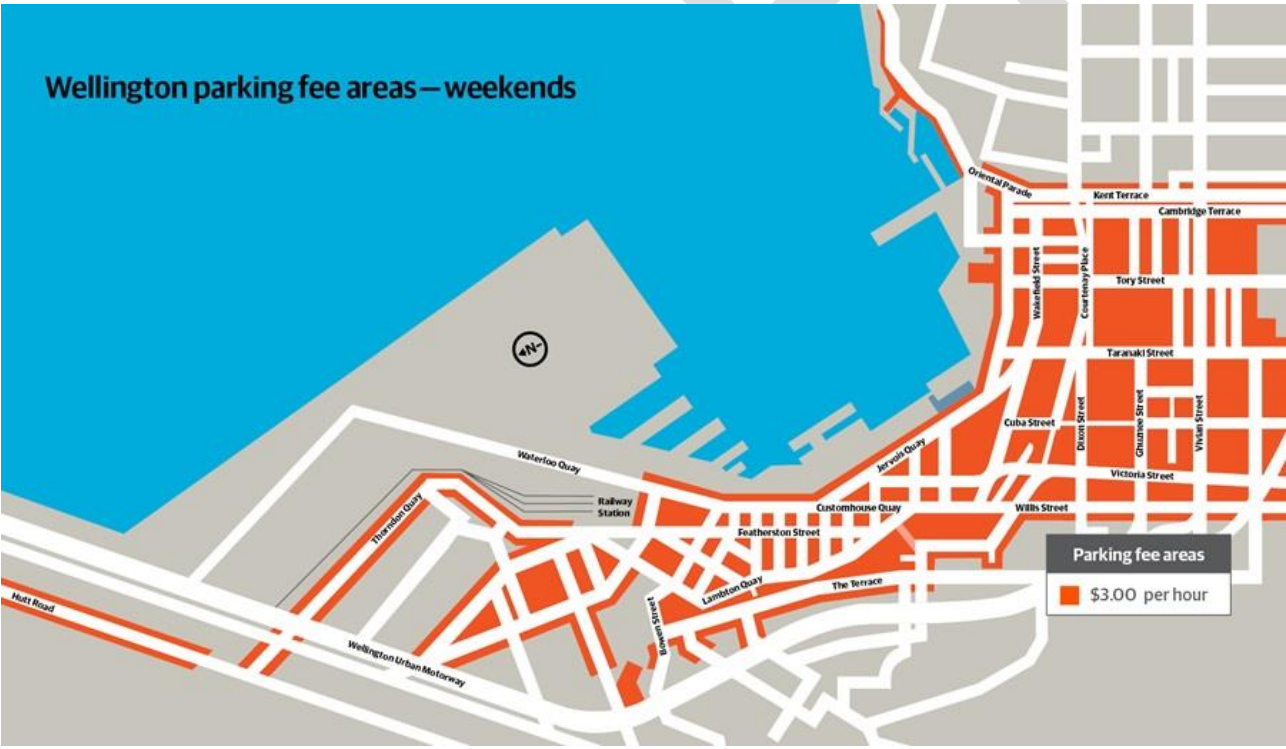 Wellington parking fee areas – weekends
Oriental Parade
Kent Terrace
Cambridge Terrace
Wakefield Street
Courtenay Place
Tory Street
N
Taranaki Street
Dixon Street
Ghuznee Street
Vivian Street
Cuba Street
Jervois Quay
Waterloo Quay
Victoria Street
Thorndon Quay
Railway
Station
Customhouse Quay
Willis Street
Featherston Street
Parking fee areas
$3.00 per hour
Lambton Quay
The Terrace
Hutt Road
Bowen Street
Wellington Urban Motorway